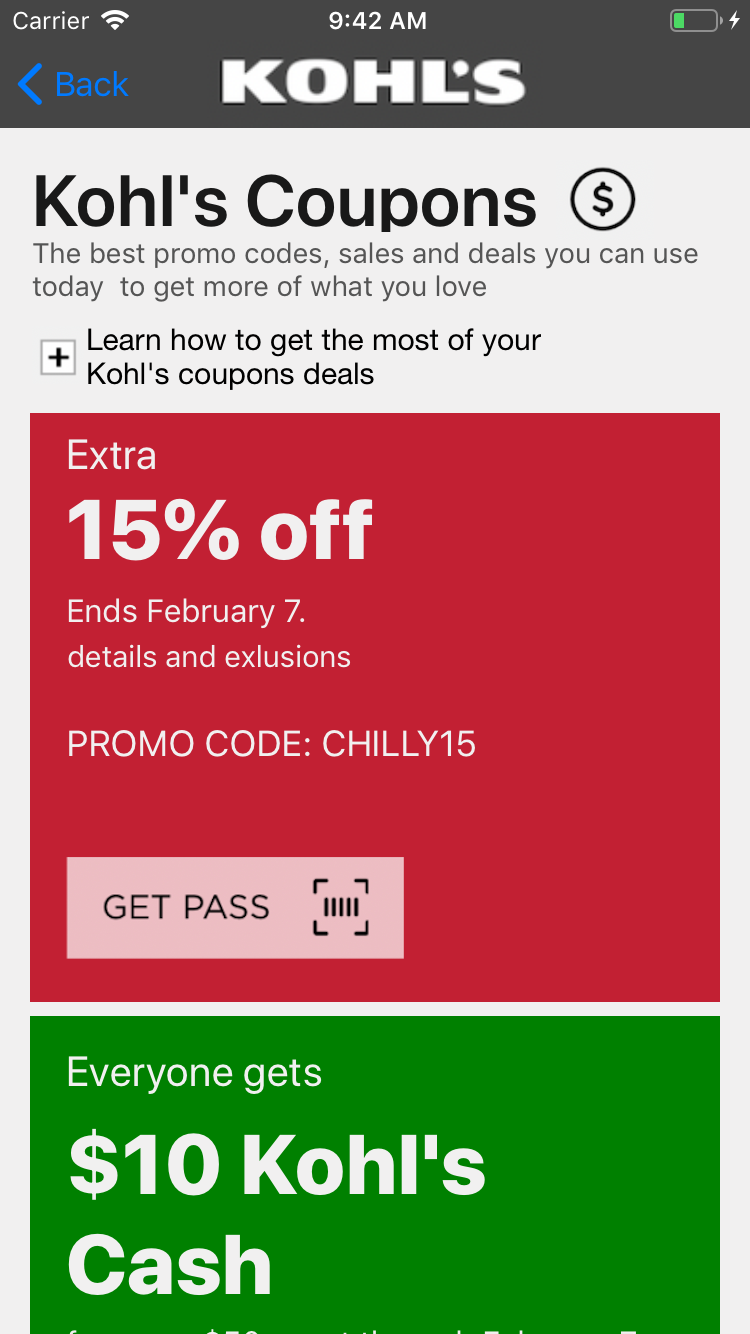 Carrier 9:42 AM
Back KOHL'S
Kohl's Coupons $
The best promo codes, sales and deals you can use
today  to get more of what you love
Learn how to get the most of your
Kohl's coupons deals
Extra
15% off
Ends February 7.
details and exlusions
PROMO CODE: CHILLY15
GET PASS
Everyone gets
$10 Kohl's
Cash